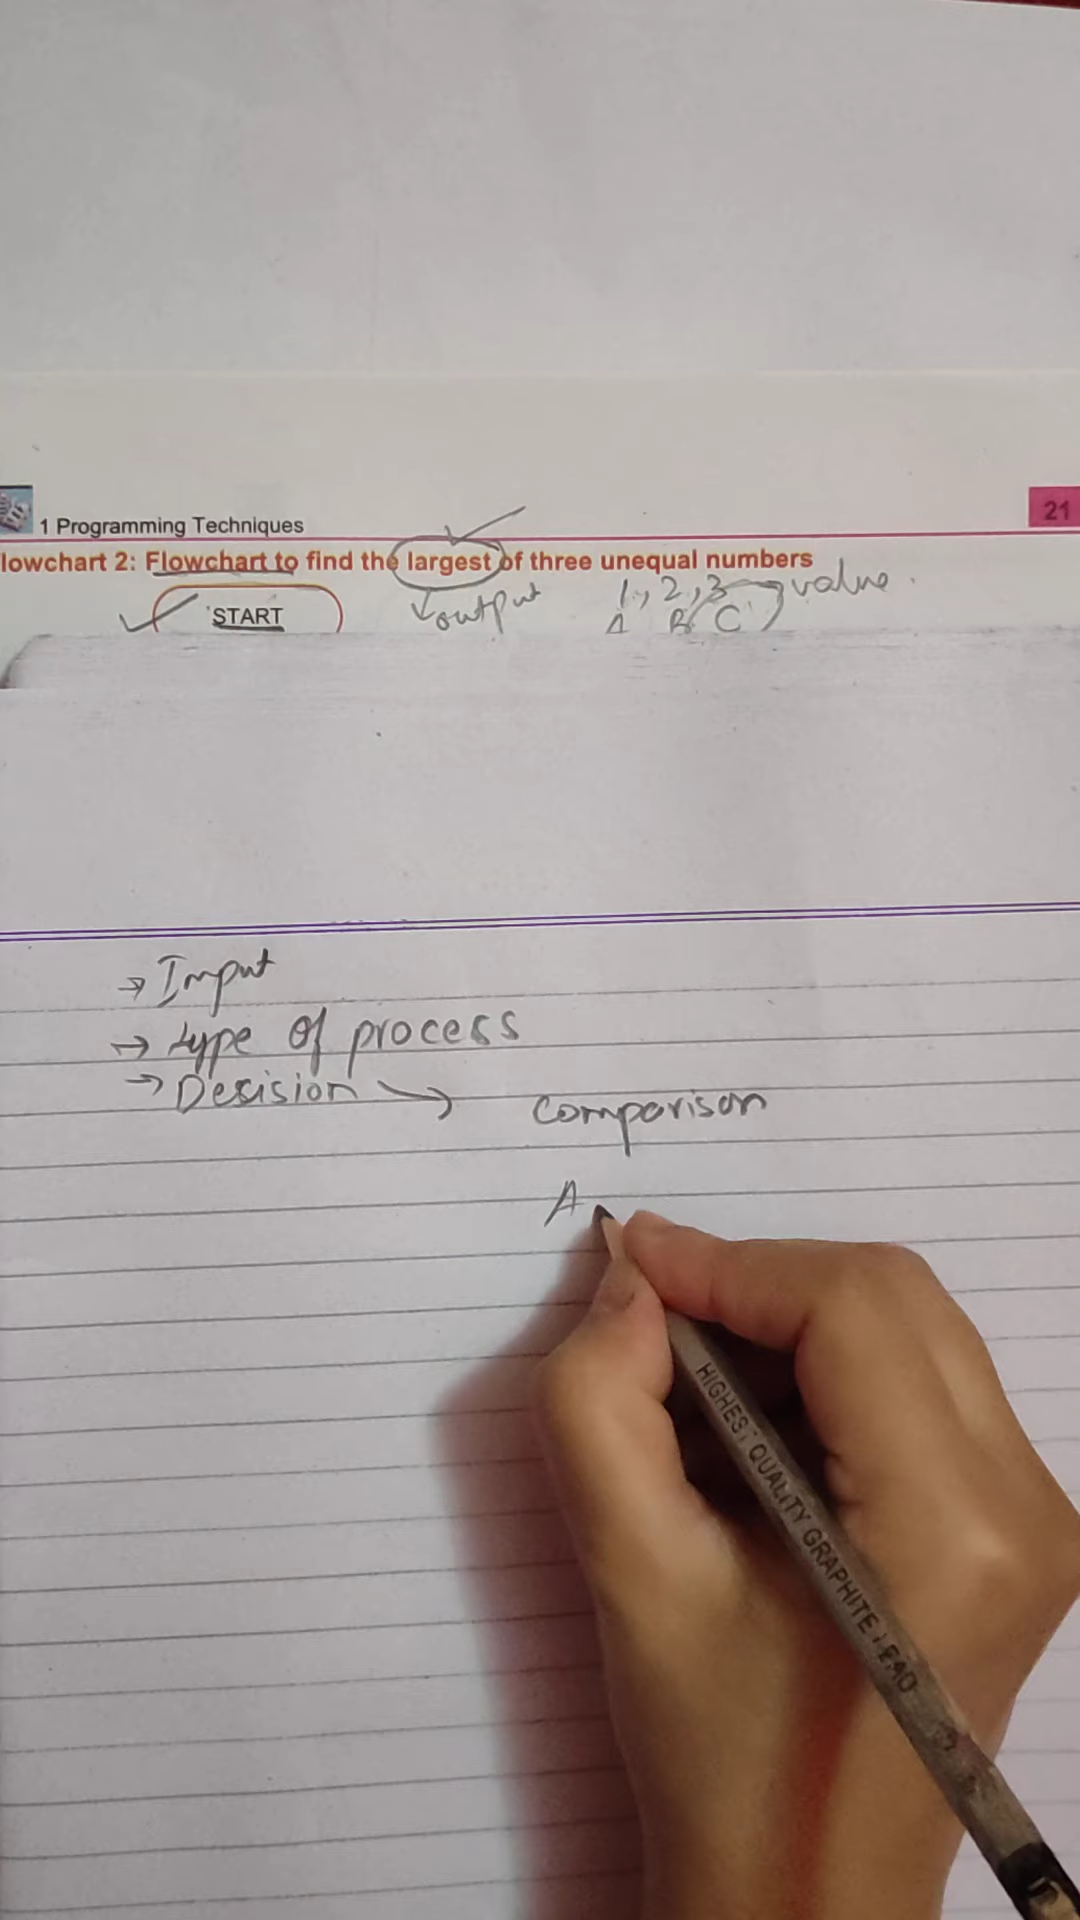 1 Programming Techniques
21
lowchart 2: Flowchart to find the largest of three unequal numbers
START
output
1, 2, 3 value.
A B C
→ Input
→ type of process
→ Desision → comparison
A
HIGHEST QUALITY GRAPHITE LEAD